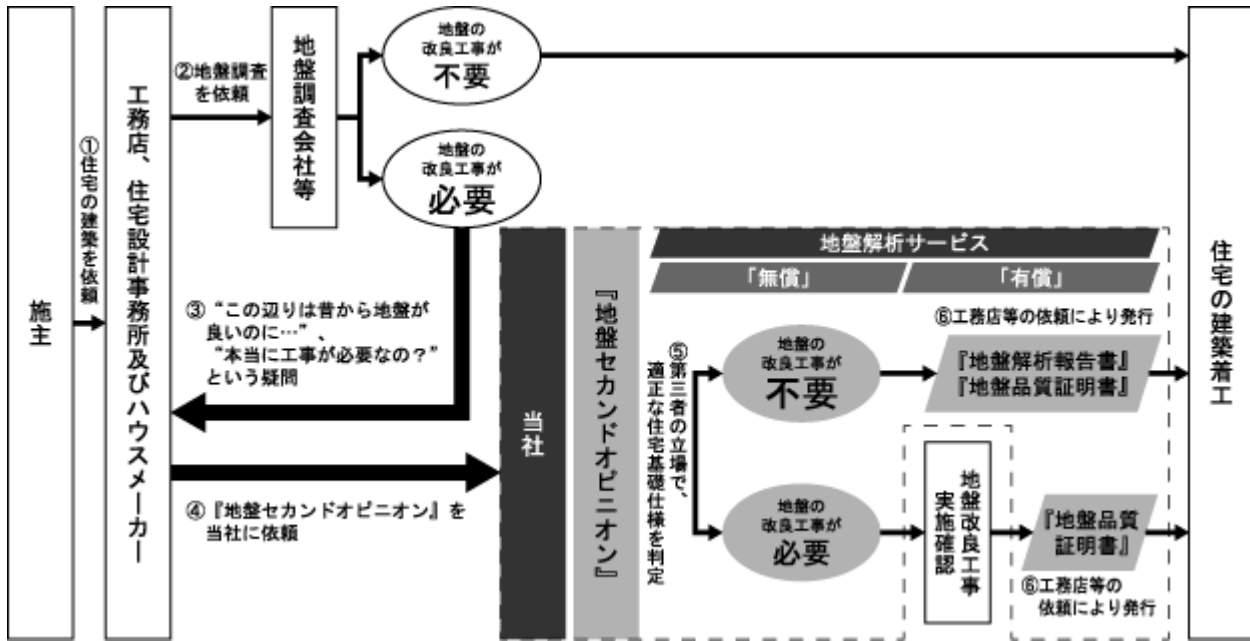 施主
①住宅の建築を依頼
工務店、住宅設計事務所及びハウスメーカー
②地盤調査
を依頼
地盤調査会社等
地盤の
改良工事が
不要
地盤の
改良工事が
必要
③“この辺りは昔から地盤が
良いのに…”、
“本当に工事が必要なの？”
という疑問
④『地盤セカンドオピニオン』を
当社に依頼
当社
『地盤セカンドオピニオン』
地盤解析サービス
「無償」
「有償」
⑤第三者の立場で、
適正な住宅基礎仕様を判定
地盤の
改良工事が
不要
⑥工務店等の依頼により発行
『地盤解析報告書』
『地盤品質証明書』
地盤の
改良工事が
必要
地盤改良工事
実施確認
『地盤品質
証明書』
⑥工務店等の
依頼により発行
住宅の建築着工